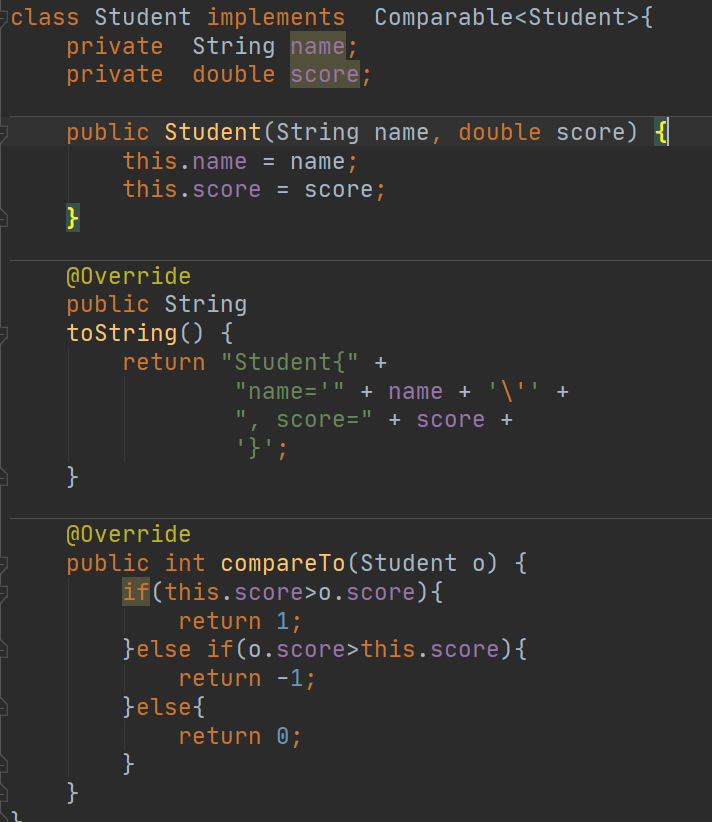 class Student implements  Comparable<Student>{
    private  String name;
    private  double score;

    public Student(String name, double score) {
        this.name = name;
        this.score = score;
    }

    @Override
    public String
    toString() {
        return "Student{" +
                "name='" + name + '\'' +
                ", score=" + score +
                '}';
    }

    @Override
    public int compareTo(Student o) {
        if(this.score>o.score){
            return 1;
        }else if(o.score>this.score){
            return -1;
        }else{
            return 0;
        }
    }
}